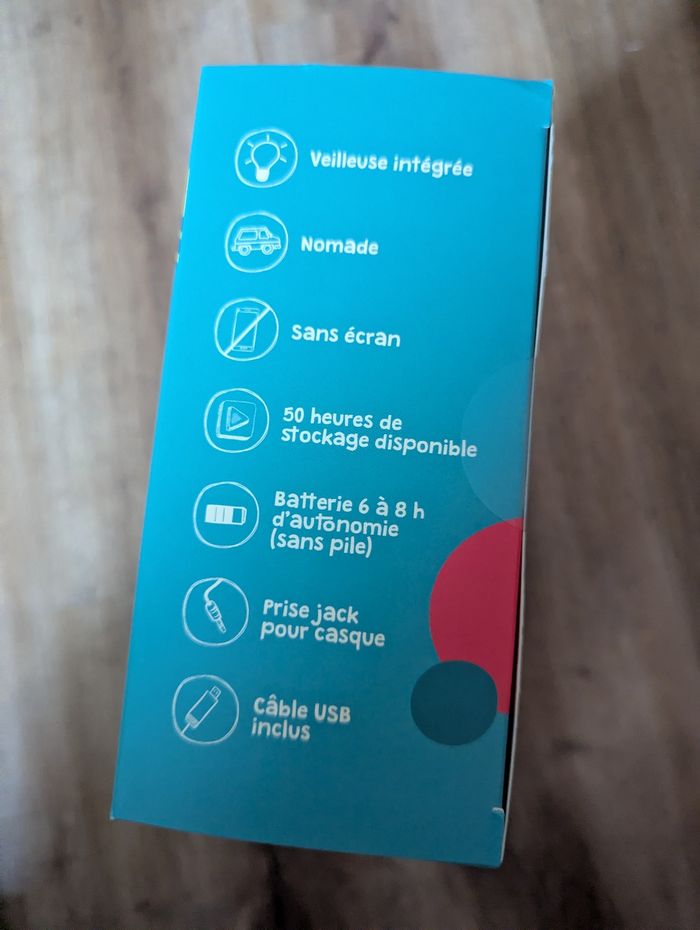 Veilleuse intégrée
Nomade
Sans écran
50 heures de
stockage disponible
Batterie 6 à 8 h
d'autonomie
(sans pile)
Prise jack
pour casque
Câble USB
inclus